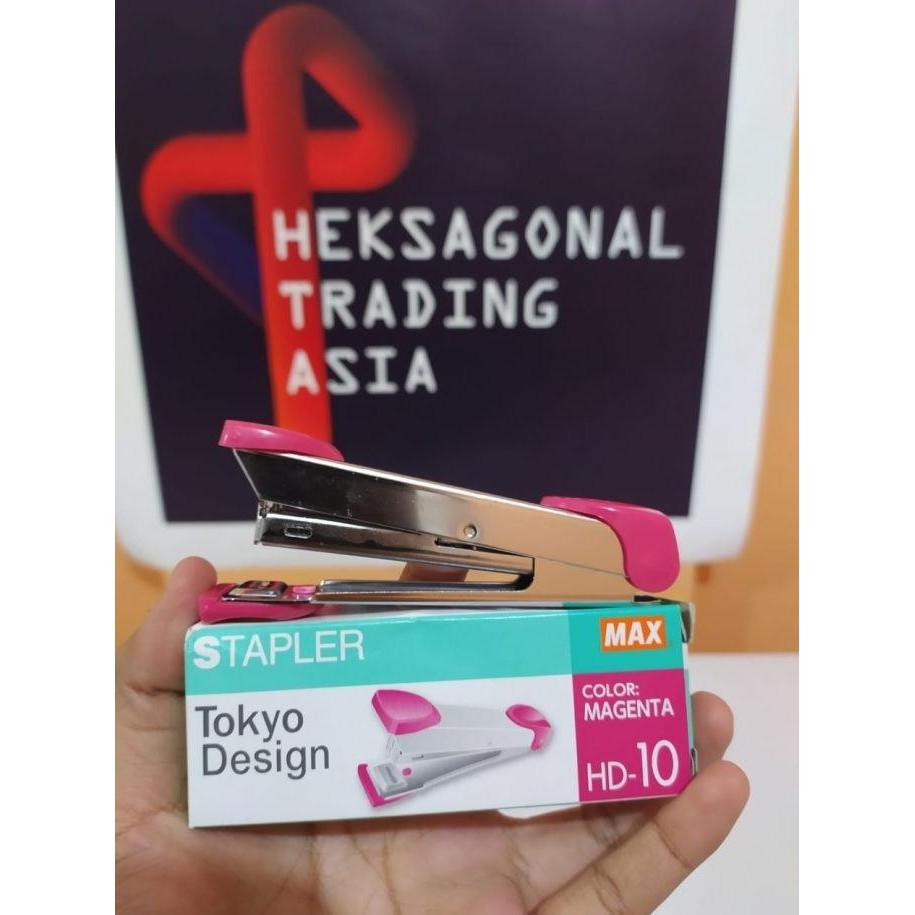 HEKSAGONAL
TRADING
ASIA
STAPLER
MAX
Tokyo
Design
COLOR:
MAGENTA
HD-10